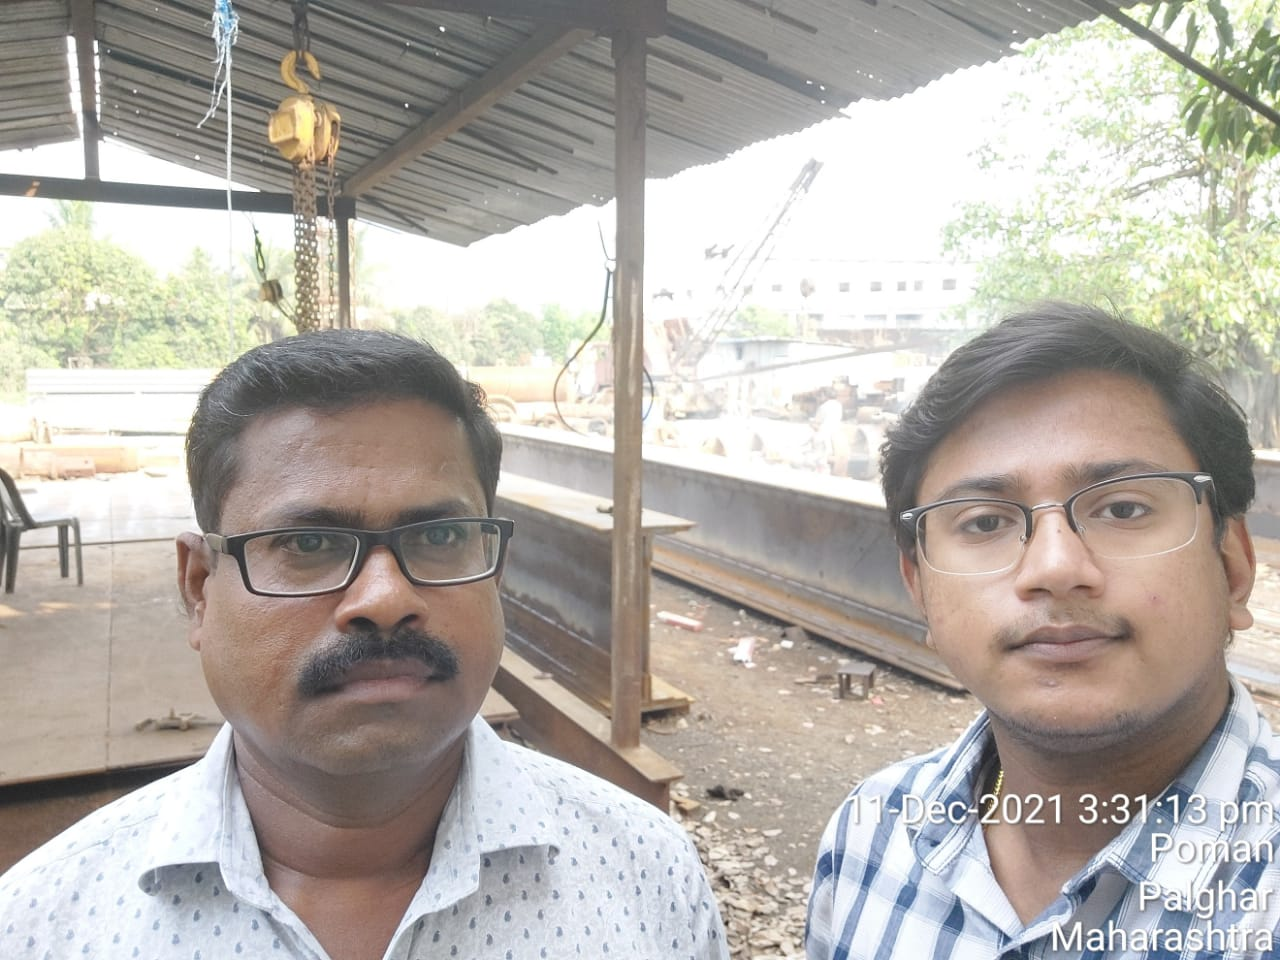 11-Dec-2021 3:31:13 pm
Poman
Palghar
Maharashtra